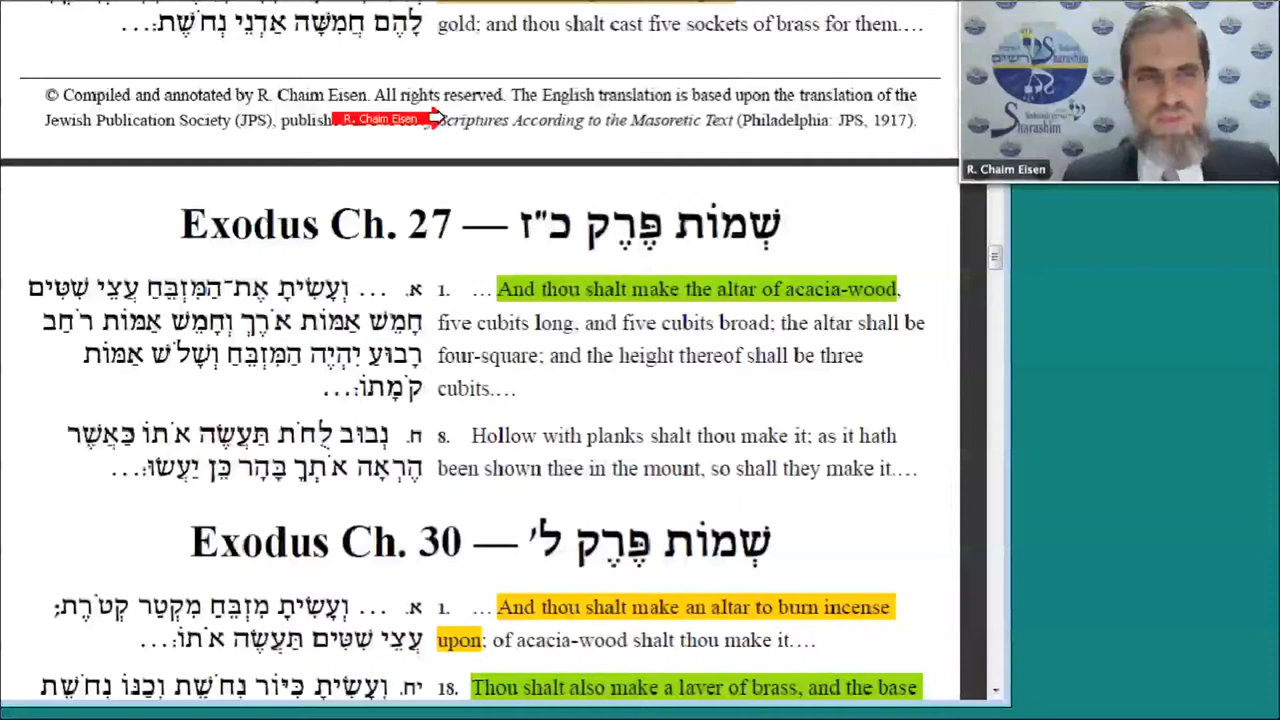 gold; and thou shalt cast five sockets of brass for them….
לָהֶם חֲמִשָּׁה אַדְנֵי נְחֹשֶׁת:…
© Compiled and annotated by R. Chaim Eisen. All rights reserved. The English translation is based upon the translation of the
Jewish Publication Society (JPS), publish
R. Chaim Eisen
Scriptures According to the Masoretic Text (Philadelphia: JPS, 1917).
Exodus Ch. 27 — שְׁמוֹת פֶּרֶק כ"ז
1. … And thou shalt make the altar of acacia-wood,
five cubits long, and five cubits broad; the altar shall be
four-square; and the height thereof shall be three
cubits….
א. … וְעָשִׂיתָ אֶת־הַמִּזְבֵּחַ עֲצֵי שִׁטִּים
חָמֵשׁ אַמּוֹת אֹרֶךְ וְחָמֵשׁ אַמּוֹת רֹחַב
רָבוּעַ יִהְיֶה הַמִּזְבֵּחַ וְשָׁלֹשׁ אַמּוֹת
קֹמָתוֹ:…
8. Hollow with planks shalt thou make it; as it hath
been shown thee in the mount, so shall they make it….
ח. נְבוּב לֻחֹת תַּעֲשֶׂה אֹתוֹ כַּאֲשֶׁר
הֶרְאָה אֹתְךָ בָּהָר כֵּן יַעֲשׂוּ:…
Exodus Ch. 30 — שְׁמוֹת פֶּרֶק ל׳
1. … And thou shalt make an altar to burn incense
upon; of acacia-wood shalt thou make it….
א. … וְעָשִׂיתָ מִזְבֵּחַ מִקְטַר קְטֹרֶת;
עֲצֵי שִׁטִּים תַּעֲשֶׂה אֹתוֹ:…
18. Thou shalt also make a laver of brass, and the base
יח. וְעָשִׂיתָ כִּיּוֹר נְחֹשֶׁת וְכַנּוֹ נְחֹשֶׁת
Sharashim
R. Chaim Eisen